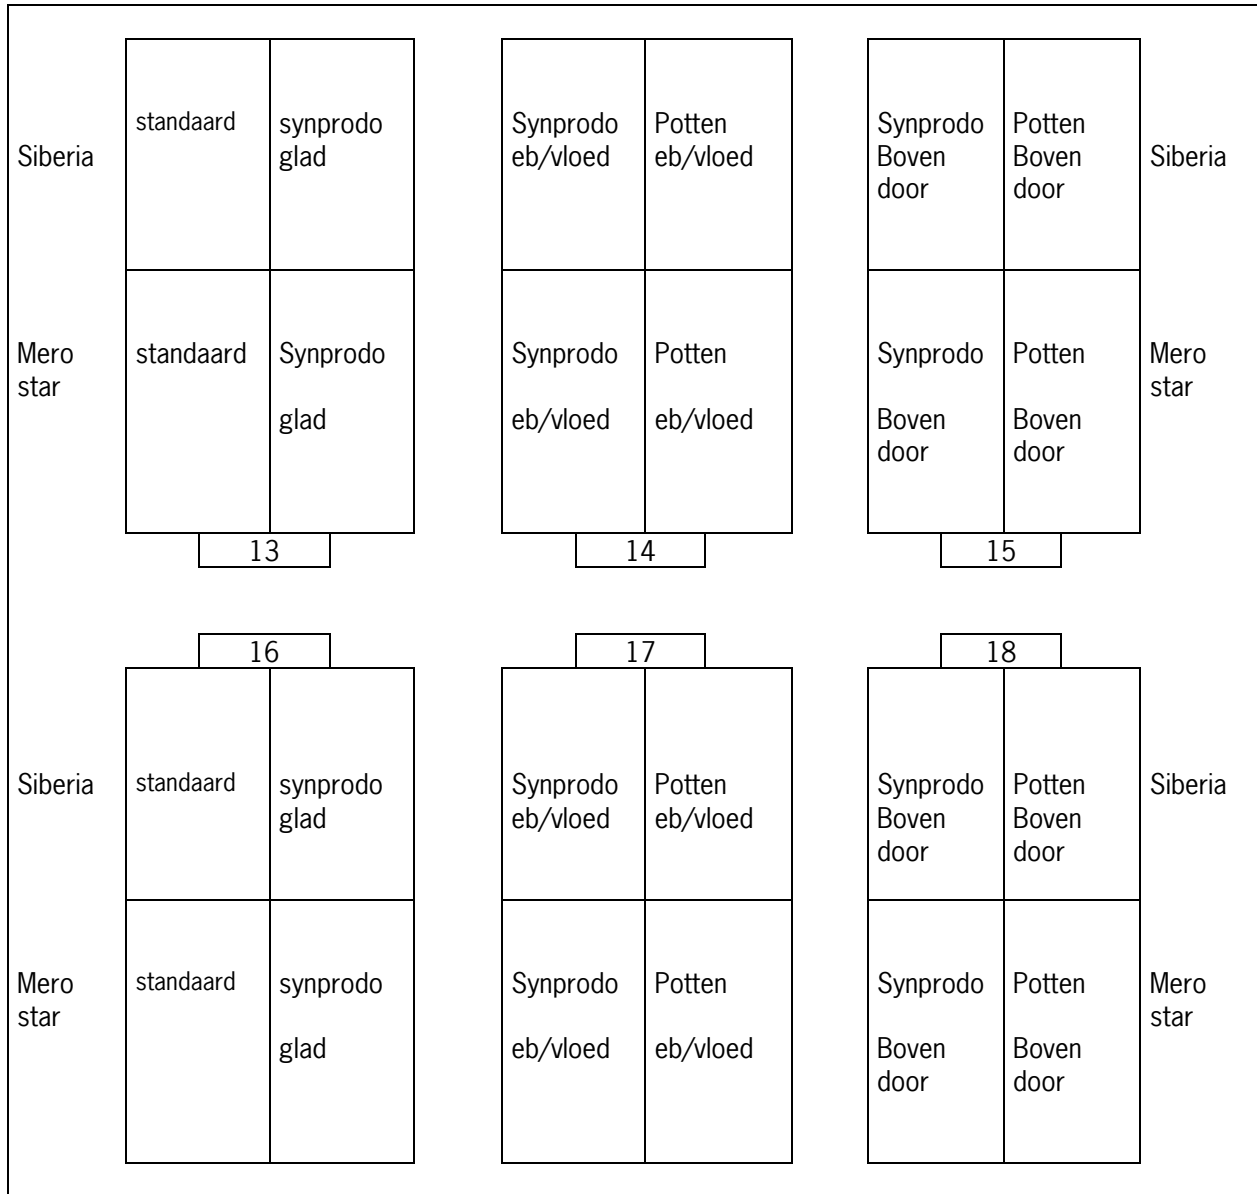 standaard synprodo Synprodo Potten Synprodo Potten
Siberia glad eb/vloed eb/vloed Boven Boven Siberia
door door
Mero standaard Synprodo Synprodo Potten Synprodo Potten Mero
star star
glad eb/vloed eb/vloed Boven Boven
door door
13 14 15
16 17 18
Siberia standaard synprodo Synprodo Potten Synprodo Potten Siberia
glad eb/vloed eb/vloed Boven Boven
door door
Mero standaard synprodo Synprodo Potten Synprodo Potten Mero
star star
glad eb/vloed eb/vloed Boven Boven
door door